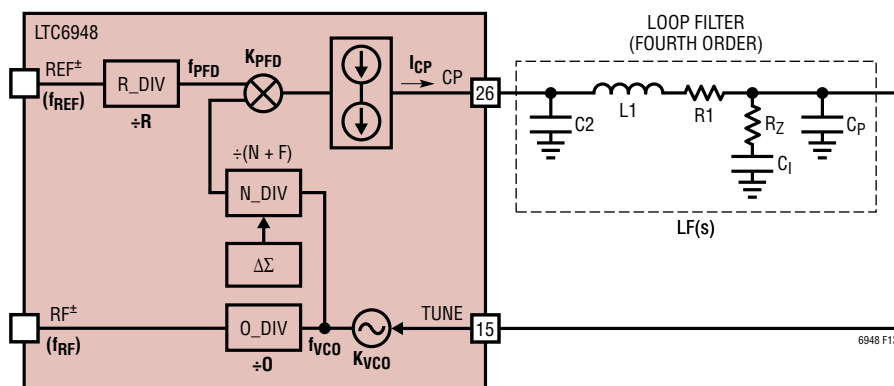 LTC6948
REF±
(fREF)
R_DIV
÷R
fPFD
KPFD
ICP
CP
26
÷(N + F)
N_DIV
ΔΣ
RF±
(fRF)
O_DIV
÷O
fVCO
KVCO
TUNE
15
LOOP FILTER
(FOURTH ORDER)
C2
L1
R1
RZ
CI
CP
LF(s)
6948 F13